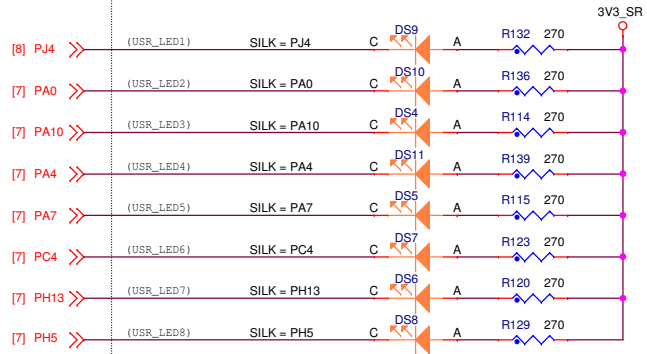 3V3_SR
DS9 R132 270
[8] PJ4 (USR_LED1) SILK = PJ4 C A
DS10 R136 270
[7] PA0 (USR_LED2) SILK = PA0 C A
DS4 R114 270
[7] PA10 (USR_LED3) SILK = PA10 C A
DS11 R139 270
[7] PA4 (USR_LED4) SILK = PA4 C A
DS5 R115 270
[7] PA7 (USR_LED5) SILK = PA7 C A
DS7 R123 270
[7] PC4 (USR_LED6) SILK = PC4 C A
DS6 R120 270
[7] PH13 (USR_LED7) SILK = PH13 C A
DS8 R129 270
[7] PH5 (USR_LED8) SILK = PH5 C A